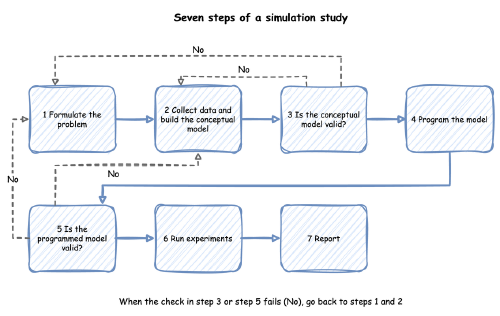 Seven steps of a simulation study
No
No
1 Formulate the
problem
2 Collect data and
build the conceptual
model
3 Is the conceptual
model valid?
4 Program the model
No
No
5 Is the
programmed model
valid?
6 Run experiments
7 Report
When the check in step 3 or step 5 fails (No), go back to steps 1 and 2